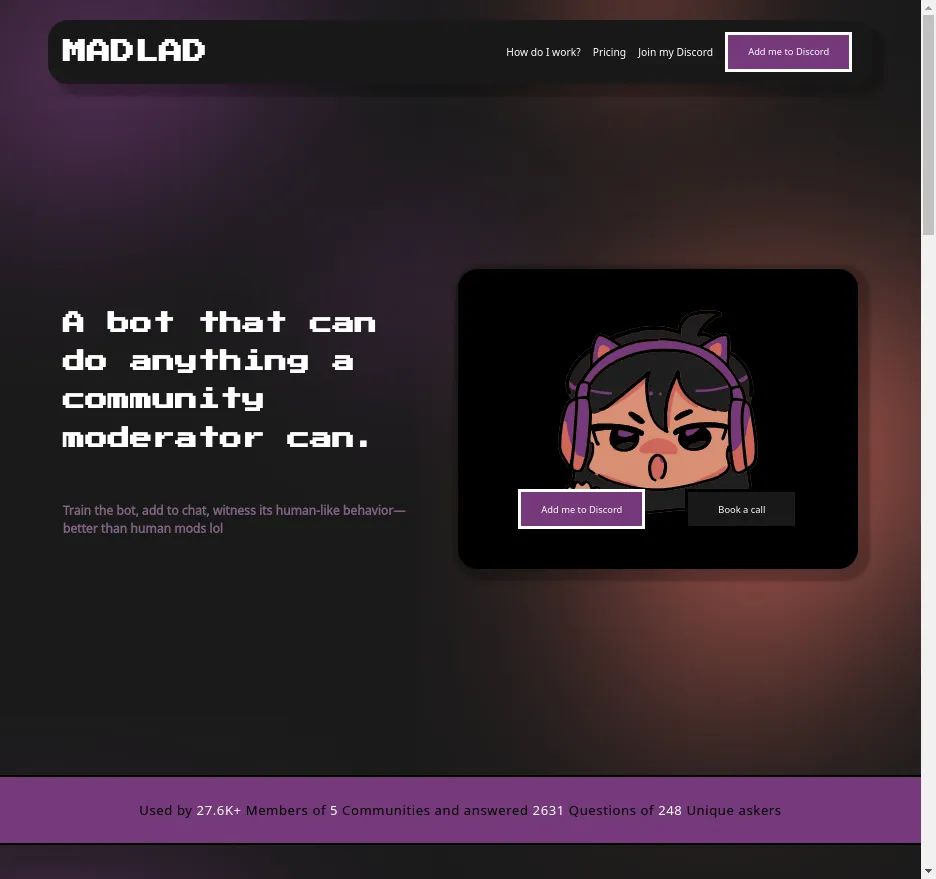 MADLAD
How do I work? Pricing Join my Discord Add me to Discord
A bot that can
do anything a
community
moderator can.
Train the bot, add to chat, witness its human-like behavior—
better than human mods lol
Add me to Discord Book a call
Used by 27.6K+ Members of 5 Communities and answered 2631 Questions of 248 Unique askers